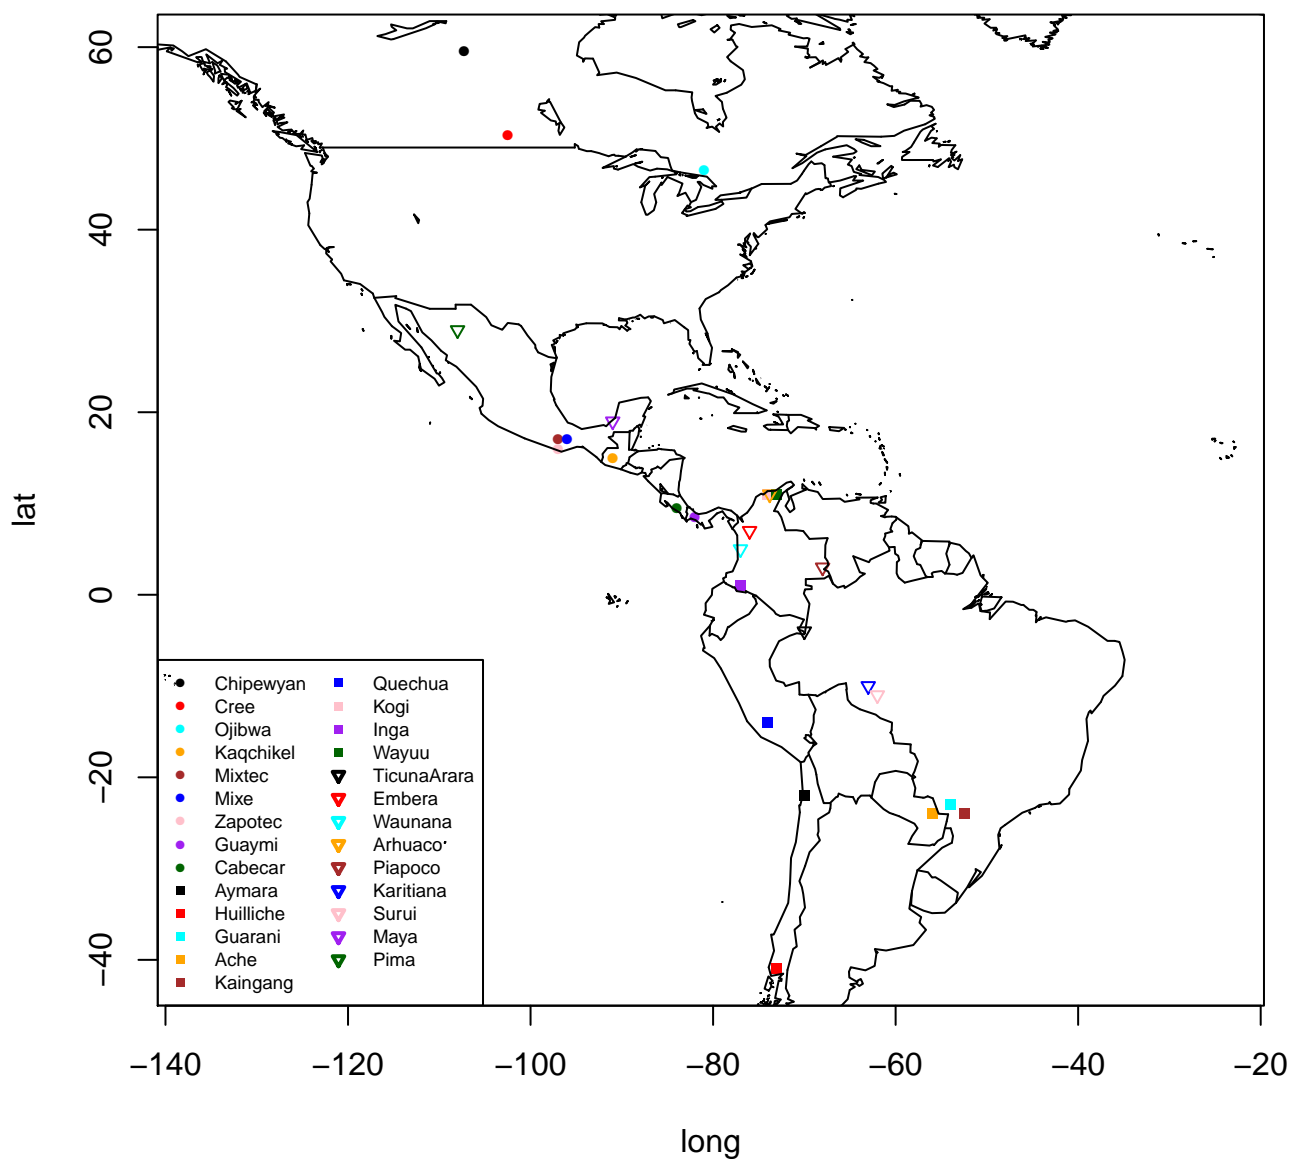 60
40
20
0
−20
−40
lat
Chipewyan
Cree
Ojibwa
Kaqchikel
Mixtec
Mixe
Zapotec
Guaymi
Cabecar
Aymara
Huilliche
Guarani
Ache
Kaingang
Quechua
Kogi
Inga
Wayuu
TicunaArara
Embera
Waunana
Arhuaco
Piapoco
Karitiana
Surui
Maya
Pima
−140 −120 −100 −80 −60 −40 −20
long